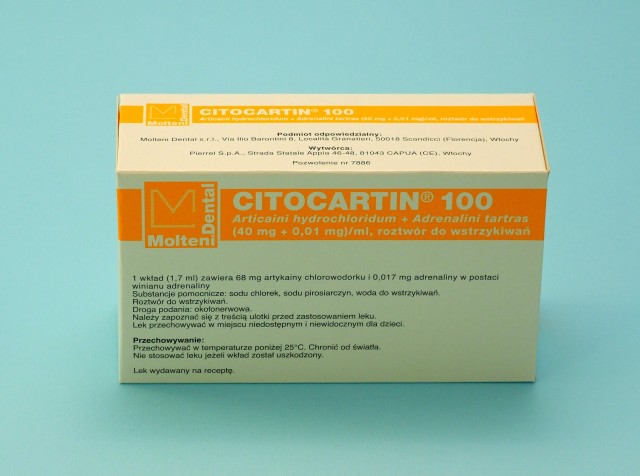 Molteni Dental
CITOCARTIN® 100
Articaini hydrochloridum + Adrenalini tartras (40 mg + 0,01 mg)/ml, roztwór do wstrzykiwań
Podmiot odpowiedzialny:
Molteni Dental s.r.l., Via Ilio Barontini 8, Località Granatieri, 50018 Scandicci (Florencja), Włochy
Wytwórca:
Pierrel S.p.A., Strada Statale Appia 46-48, 81043 CAPUA (CE), Włochy
Pozwolenie nr 7886
Molteni Dental
CITOCARTIN® 100
Articaini hydrochloridum + Adrenalini tartras
(40 mg + 0,01 mg)/ml, roztwór do wstrzykiwań
1 wkład (1,7 ml) zawiera 68 mg artykainy chlorowodorku i 0,017 mg adrenaliny w postaci
winianu adrenaliny
Substancje pomocnicze: sodu chlorek, sodu pirosiarczyn, woda do wstrzykiwań.
Roztwór do wstrzykiwań.
Droga podania: okołonerwowa.
Należy zapoznać się z treścią ulotki przed zastosowaniem leku.
Lek przechowywać w miejscu niedostępnym i niewidocznym dla dzieci.
Przechowywanie:
Przechowywać w temperaturze poniżej 25°C. Chronić od światła.
Nie stosować leku jeżeli wkład został uszkodzony.
Lek wydawany na receptę.